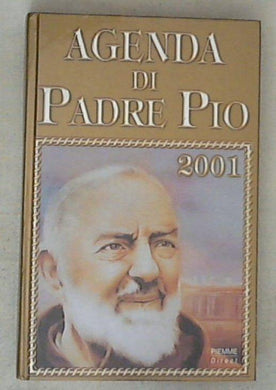 AGENDA
DI
PADRE PIO
2001
PIEMME
Direct